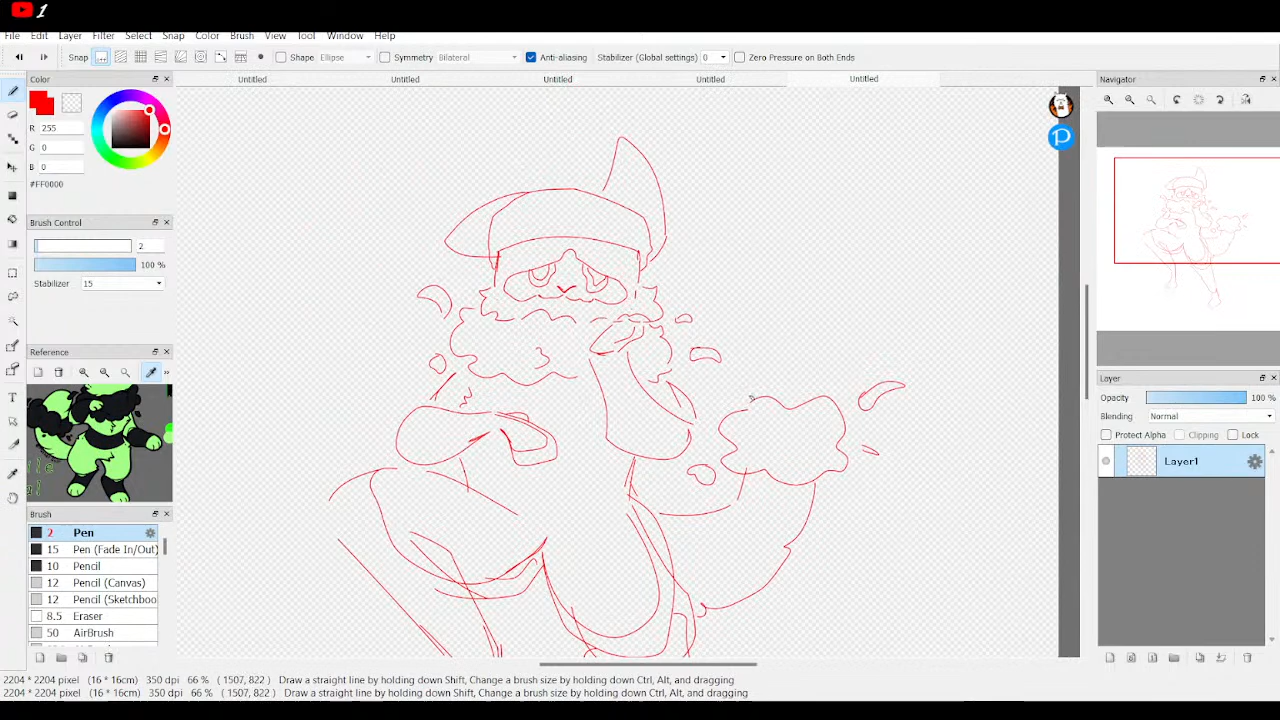 1
File Edit Layer Filter Select Snap Color Brush View Tool Window Help
Snap Shape Ellipse Symmetry Bilateral Anti-aliasing Stabilizer (Global settings) 0 Zero Pressure on Both Ends
Color Untitled Untitled Untitled Untitled Untitled Navigator
R 255
G 0
B 0
#FF0000
Brush Control
2
100 %
Stabilizer 15
Reference
Brush
2 Pen
15 Pen (Fade In/Out)
10 Pencil
12 Pencil (Canvas)
12 Pencil (Sketchboo
8.5 Eraser
50 AirBrush
Layer
Opacity 100 %
Blending Normal
Protect Alpha Clipping Lock
Layer1
2204 * 2204 pixel (16 * 16cm) 350 dpi 66 % ( 1507, 822 ) Draw a straight line by holding down Shift, Change a brush size by holding down Ctrl, Alt, and dragging
2204 * 2204 pixel (16 * 16cm) 350 dpi 66 % ( 1507, 822 ) Draw a straight line by holding down Shift, Change a brush size by holding down Ctrl, Alt, and dragging